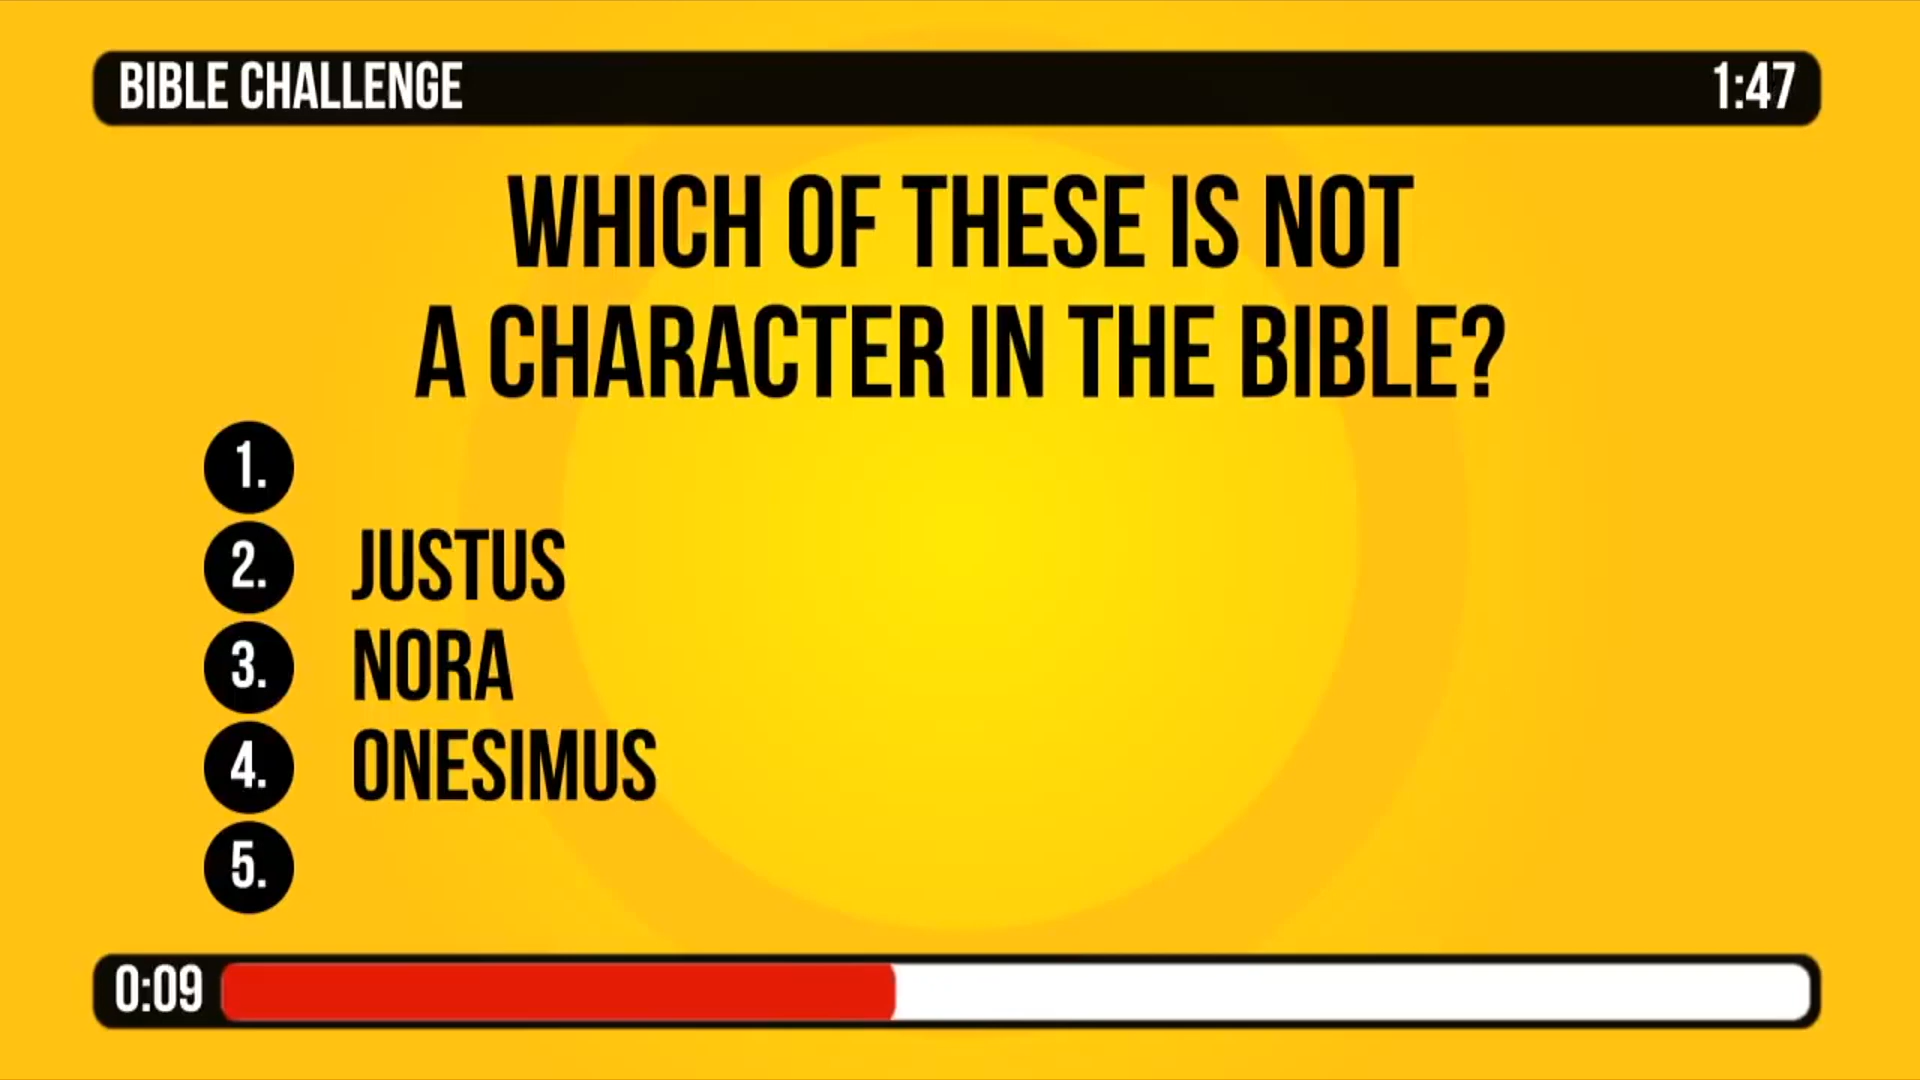 BIBLE CHALLENGE 1:47
WHICH OF THESE IS NOT
A CHARACTER IN THE BIBLE?
1.
2. JUSTUS
3. NORA
4. ONESIMUS
5.
0:09